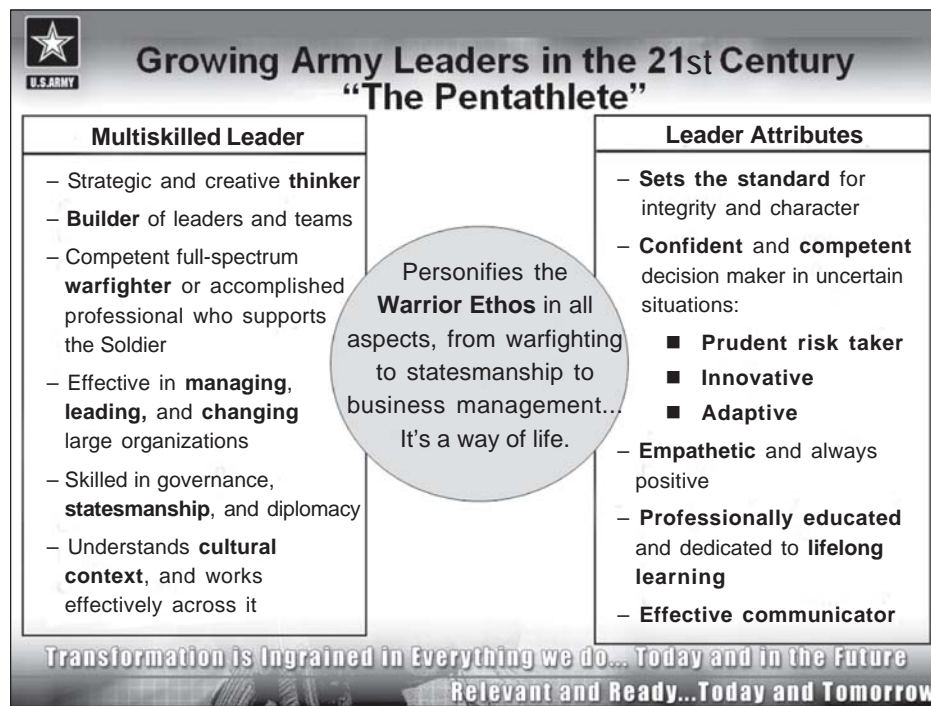 U.S.ARMY
Growing Army Leaders in the 21st Century
“The Pentathlete”
Multiskilled Leader
– Strategic and creative thinker
– Builder of leaders and teams
– Competent full-spectrum
warfighter or accomplished
professional who supports
the Soldier
– Effective in managing,
leading, and changing
large organizations
– Skilled in governance,
statesmanship, and diplomacy
– Understands cultural
context, and works
effectively across it
Personifies the
Warrior Ethos in all
aspects, from warfighting
to statesmanship to
business management...
It's a way of life.
Leader Attributes
– Sets the standard for
integrity and character
– Confident and competent
decision maker in uncertain
situations:
■ Prudent risk taker
■ Innovative
■ Adaptive
– Empathetic and always
positive
– Professionally educated
and dedicated to lifelong
learning
– Effective communicator
Transformation is Ingrained in Everything we do... Today and in the Future
Relevant and Ready...Today and Tomorrow